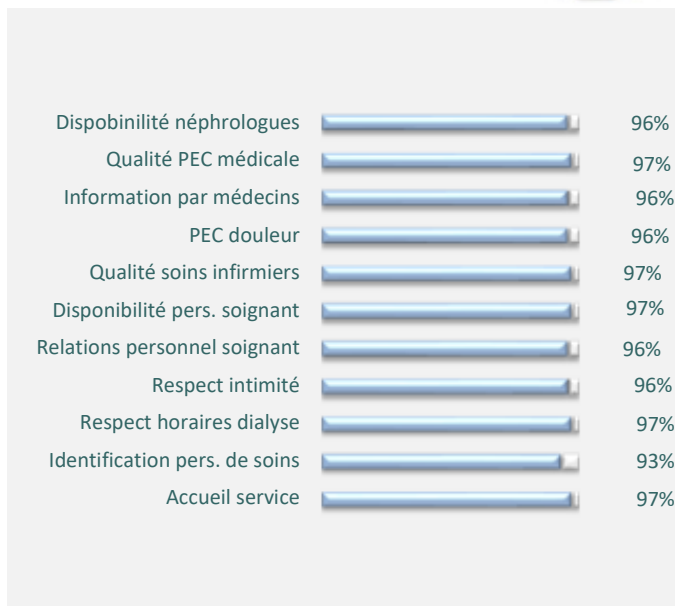 Dispobinilité néphrologues 96%
Qualité PEC médicale 97%
Information par médecins 96%
PEC douleur 96%
Qualité soins infirmiers 97%
Disponibilité pers. soignant 97%
Relations personnel soignant 96%
Respect intimité 96%
Respect horaires dialyse 97%
Identification pers. de soins 93%
Accueil service 97%